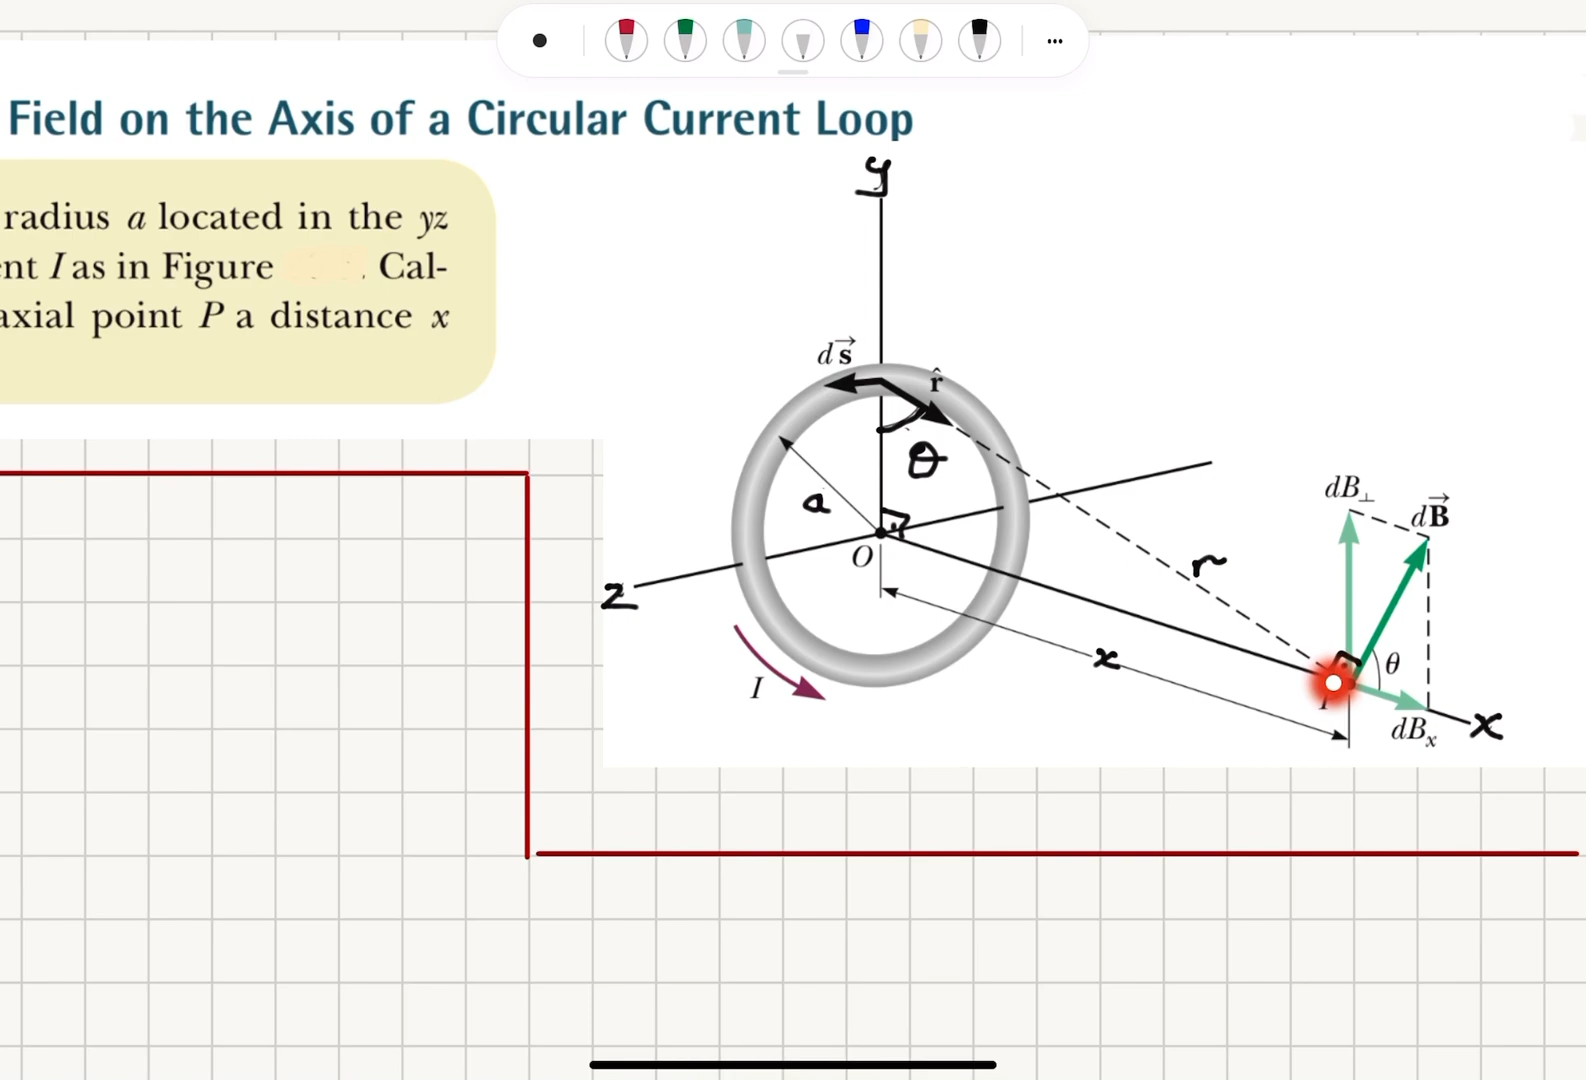 Field on the Axis of a Circular Current Loop
radius a located in the yz
nt I as in Figure . Cal-
axial point P a distance x
y
ds⃗
r̂
θ
a
O
z
I
r
x
dB⊥
dB⃗
θ
dBx
x